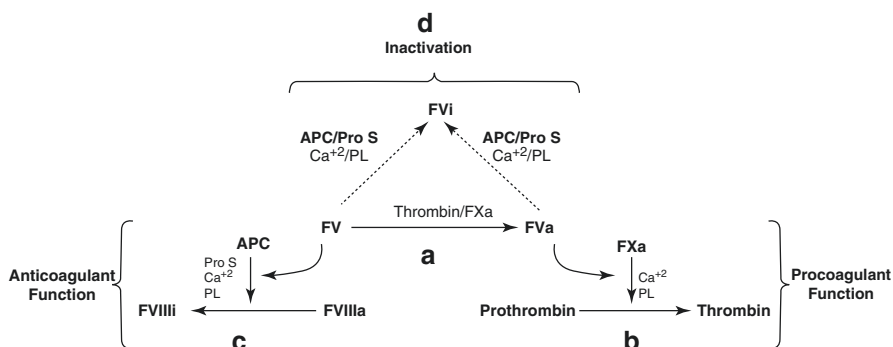 d
Inactivation
FVi
APC/Pro S
Ca+2/PL
APC/Pro S
Ca+2/PL
FV
Thrombin/FXa
FVa
a
APC
Pro S
Ca+2
PL
FXa
Ca+2
PL
Anticoagulant
Function
Procoagulant
Function
FVIIIi
FVIIIa
Prothrombin
Thrombin
c
b